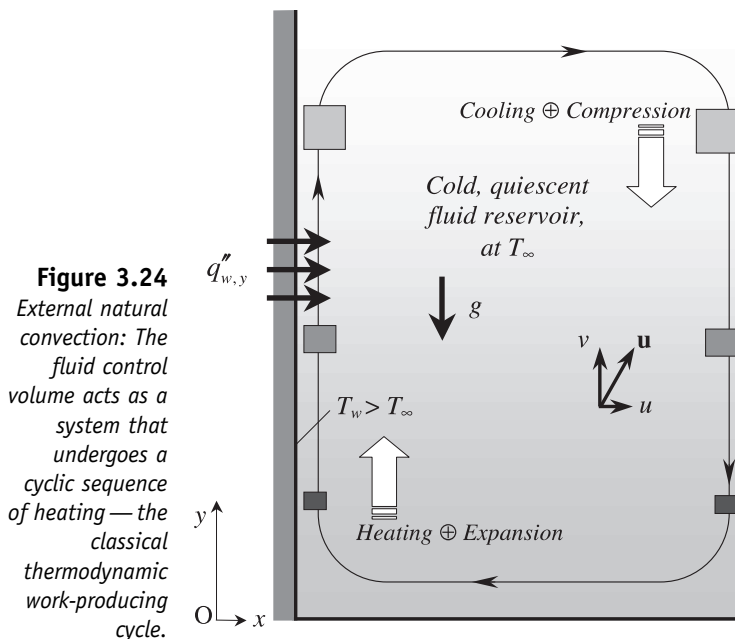 Figure 3.24
External natural
convection: The
fluid control
volume acts as a
system that
undergoes a
cyclic sequence
of heating — the
classical
thermodynamic
work-producing
cycle.
Cooling ⊕ Compression
Cold, quiescent
fluid reservoir,
at T∞
q″w,y
g
v
u
u
Tw > T∞
Heating ⊕ Expansion
y
O
x